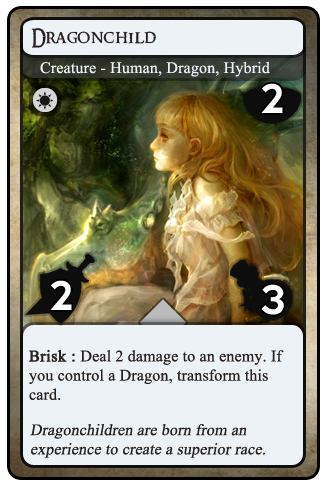 Dragonchild
Creature - Human, Dragon, Hybrid
2
2
3
Brisk : Deal 2 damage to an enemy. If
you control a Dragon, transform this
card.
Dragonchildren are born from an
experience to create a superior race.